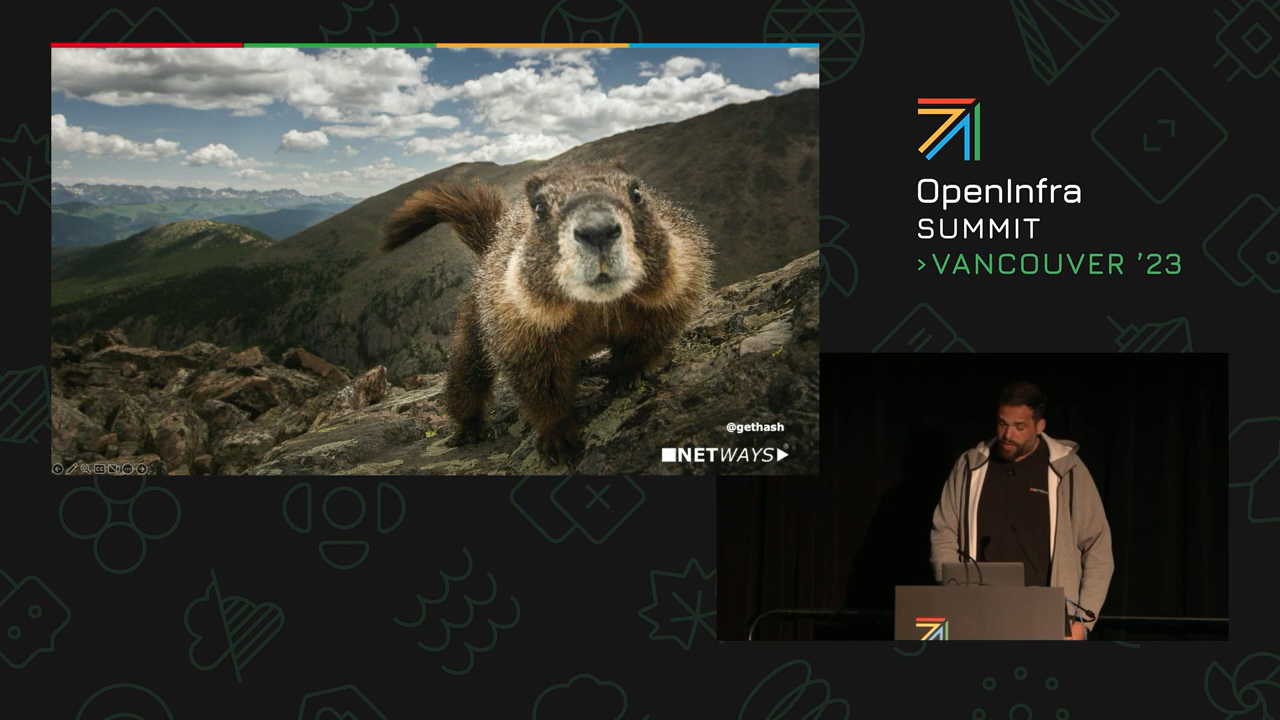 @gethash
NETWAYS®
OpenInfra
SUMMIT
>VANCOUVER ’23